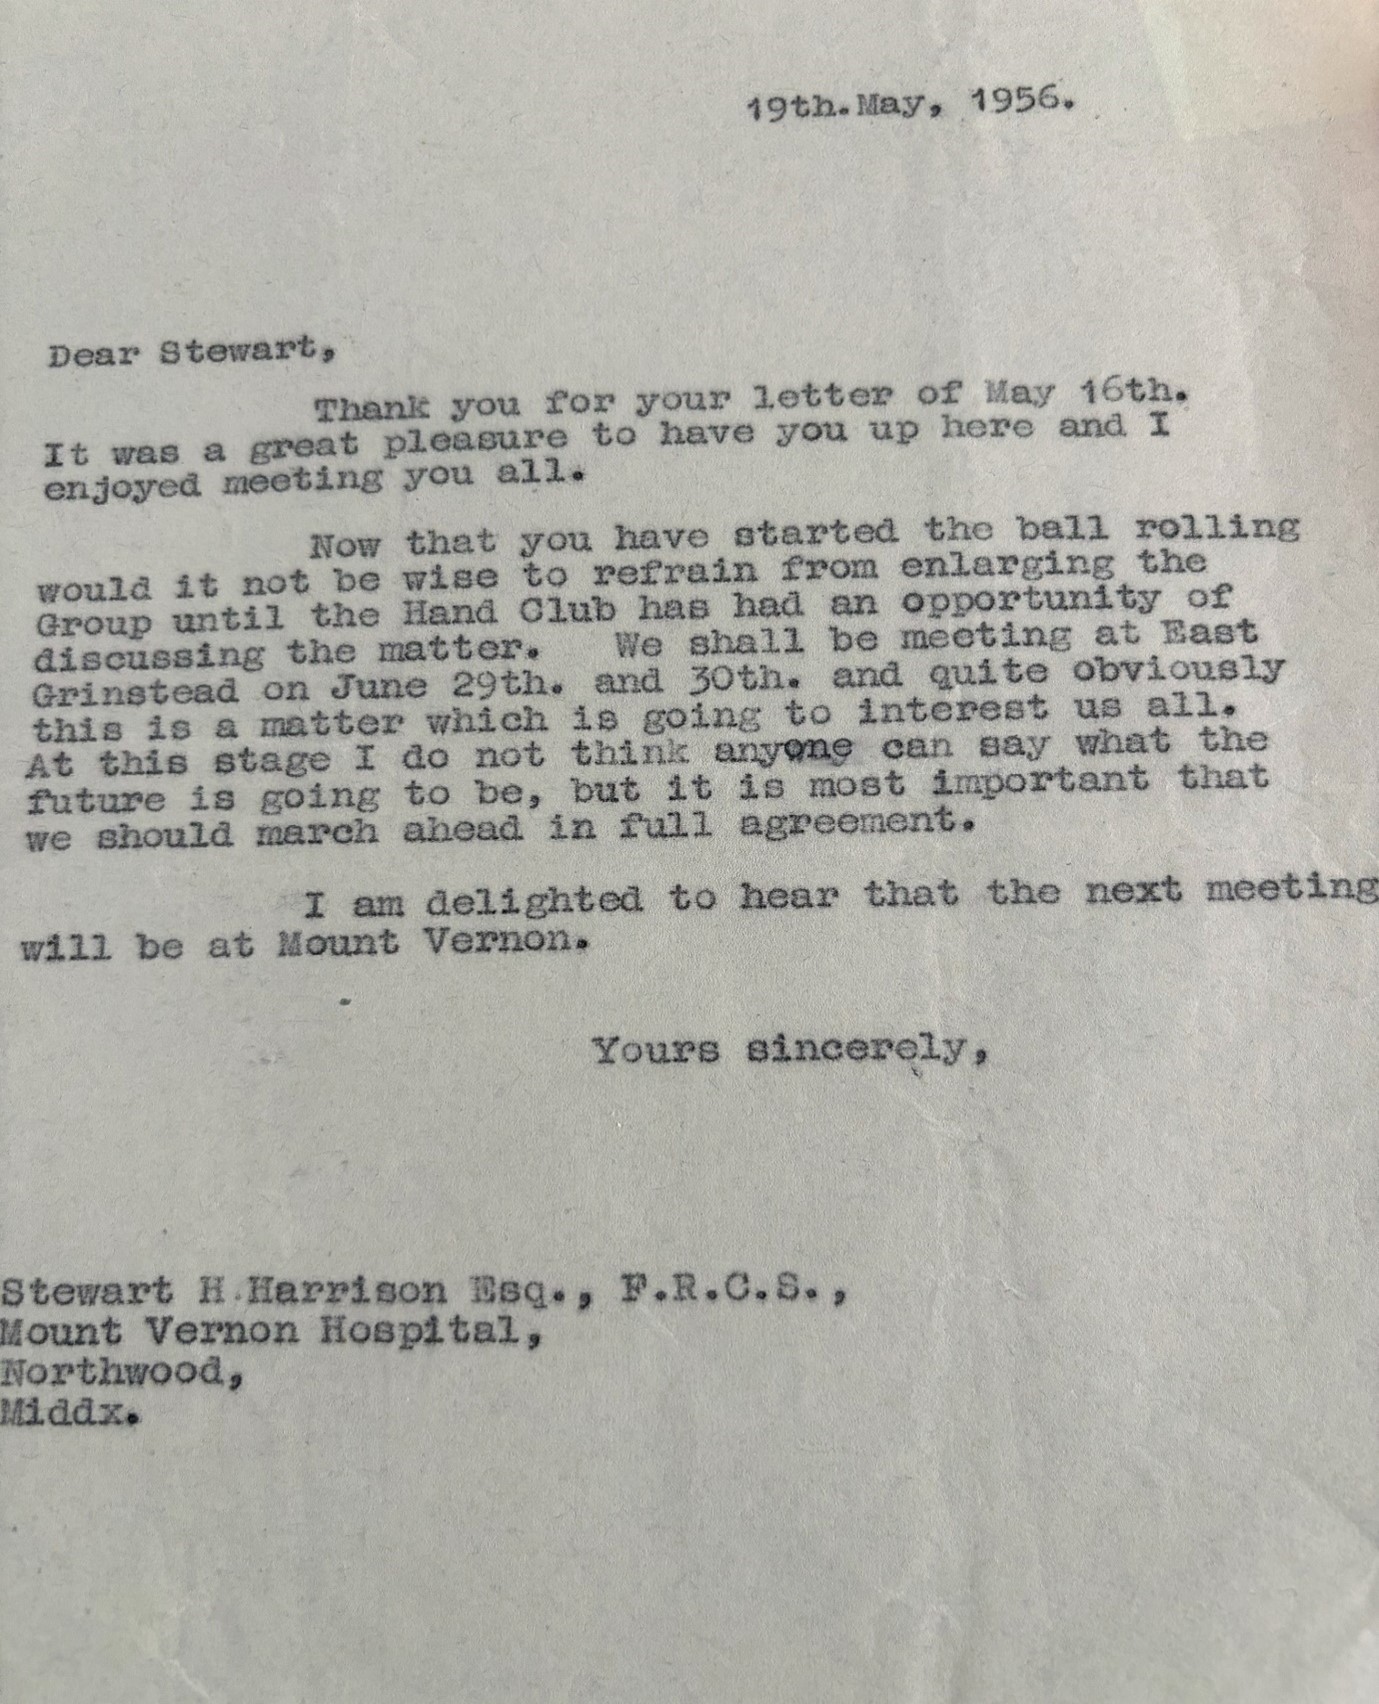 19th.May, 1956.
Dear Stewart,
Thank you for your letter of May 16th.
It was a great pleasure to have you up here and I
enjoyed meeting you all.
Now that you have started the ball rolling
would it not be wise to refrain from enlarging the
Group until the Hand Club has had an opportunity of
discussing the matter. We shall be meeting at East
Grinstead on June 29th. and 30th. and quite obviously
this is a matter which is going to interest us all.
At this stage I do not think anyone can say what the
future is going to be, but it is most important that
we should march ahead in full agreement.
I am delighted to hear that the next meeting
will be at Mount Vernon.
Yours sincerely,
Stewart H.Harrison Esq., F.R.C.S.,
Mount Vernon Hospital,
Northwood,
Middx.